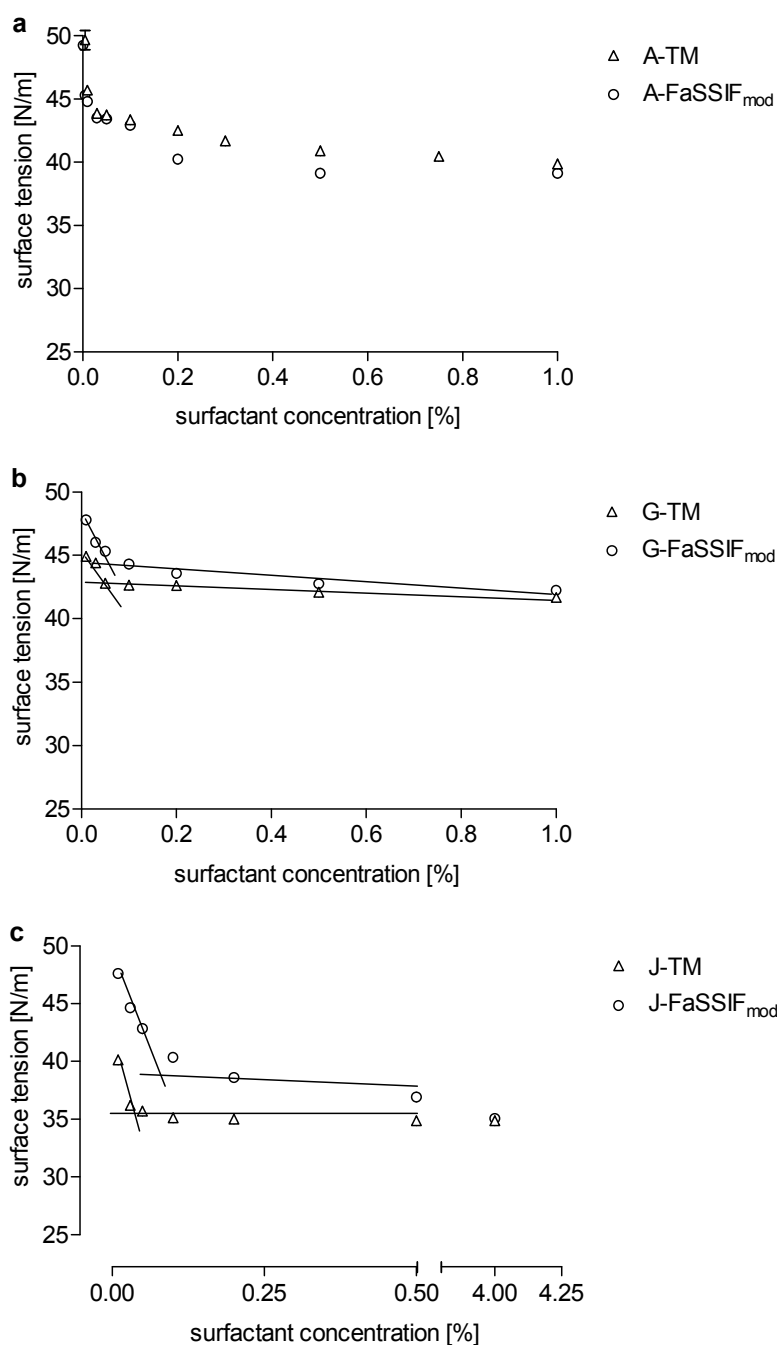 a
surface tension [N/m]
50
45
40
35
30
25
0.0 0.2 0.4 0.6 0.8 1.0
surfactant concentration [%]
A-TM
A-FaSSIFmod
b
surface tension [N/m]
50
45
40
35
30
25
0.0 0.2 0.4 0.6 0.8 1.0
surfactant concentration [%]
G-TM
G-FaSSIFmod
c
surface tension [N/m]
50
45
40
35
30
25
0.00 0.25 0.50 4.00 4.25
surfactant concentration [%]
J-TM
J-FaSSIFmod